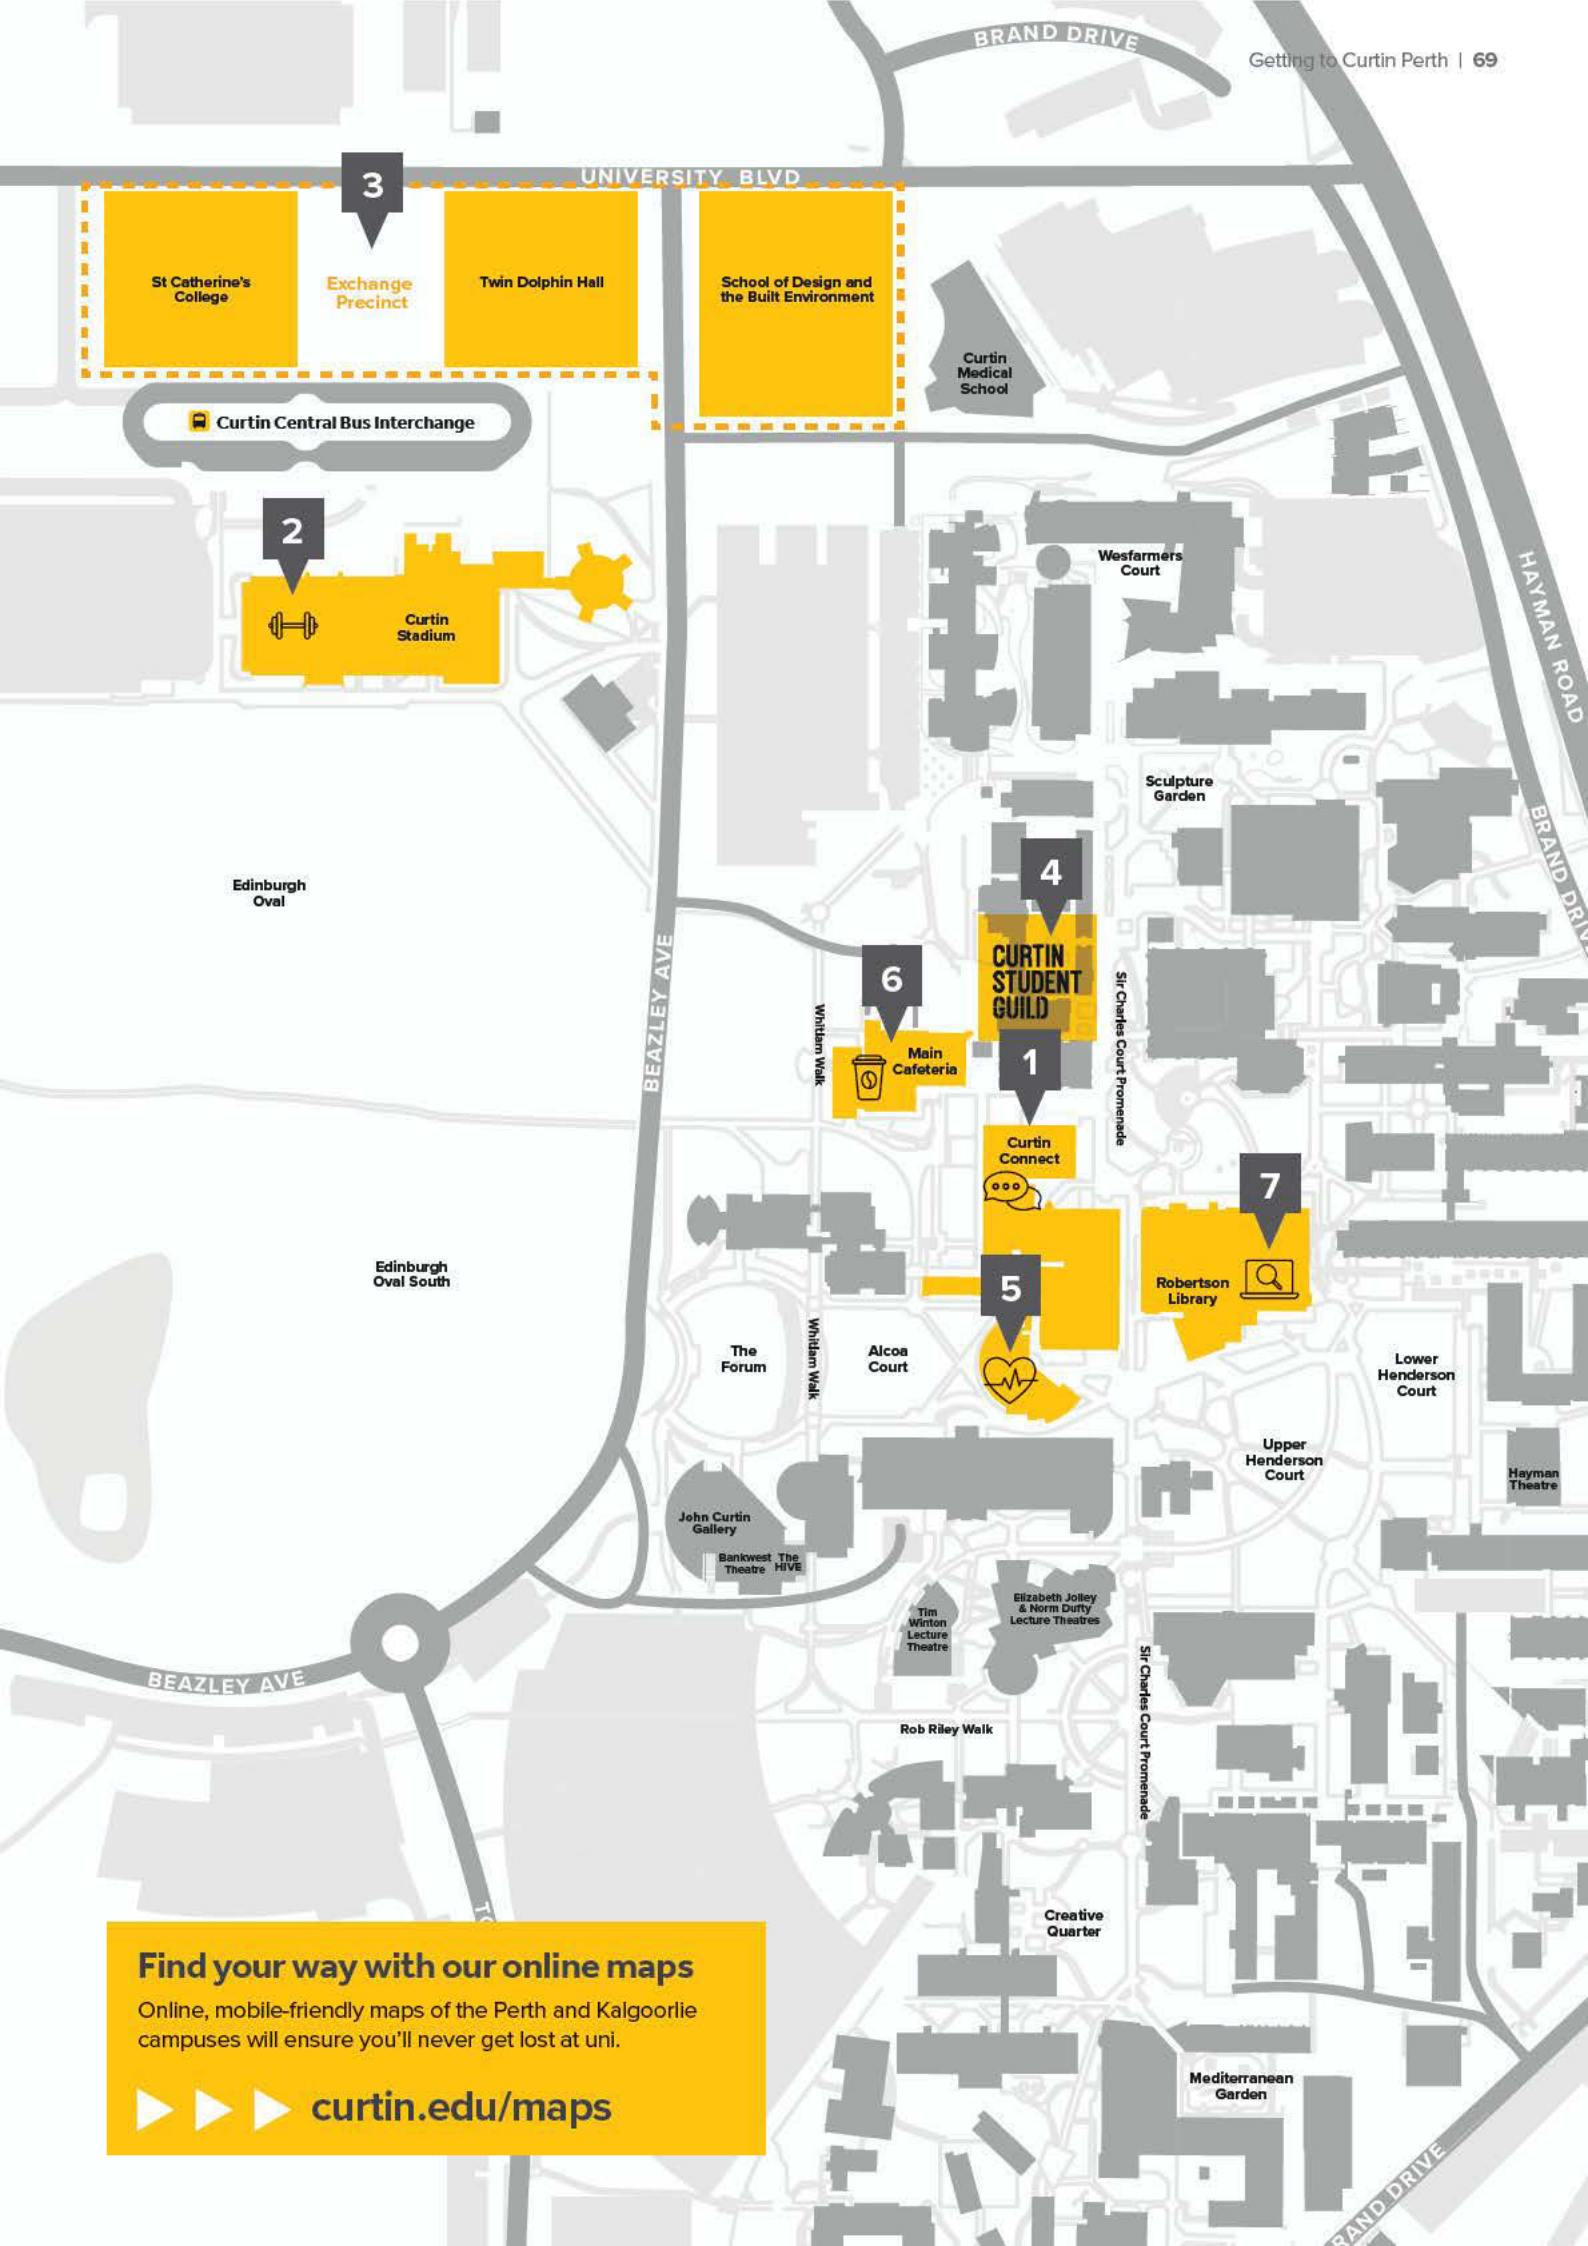 BRAND DRIVE
Getting to Curtin Perth | 69
UNIVERSITY BLVD
3
St Catherine's
College
Exchange
Precinct
Twin Dolphin Hall
School of Design and
the Built Environment
Curtin
Medical
School
Curtin Central Bus Interchange
2
Wesfarmers
Court
HAYMAN ROAD
Curtin
Stadium
Sculpture
Garden
BRAND DRIVE
4
Edinburgh
Oval
BEAZLEY AVE
CURTIN
STUDENT
GUILD
6
Sir Charles Court Promenade
Whitlam Walk
Main
Cafeteria
1
Curtin
Connect
7
Edinburgh
Oval South
5
Robertson
Library
The
Forum
Whitlam Walk
Alcoa
Court
Lower
Henderson
Court
Upper
Henderson
Court
Hayman
Theatre
John Curtin
Gallery
Bankwest
Theatre
The
HIVE
Tim
Winton
Lecture
Theatre
Elizabeth Jolley
& Norm Dufty
Lecture Theatres
BEAZLEY AVE
Sir Charles Court Promenade
Rob Riley Walk
Creative
Quarter
Find your way with our online maps
Online, mobile-friendly maps of the Perth and Kalgoorlie
campuses will ensure you'll never get lost at uni.
curtin.edu/maps
Mediterranean
Garden
RAND DRIVE